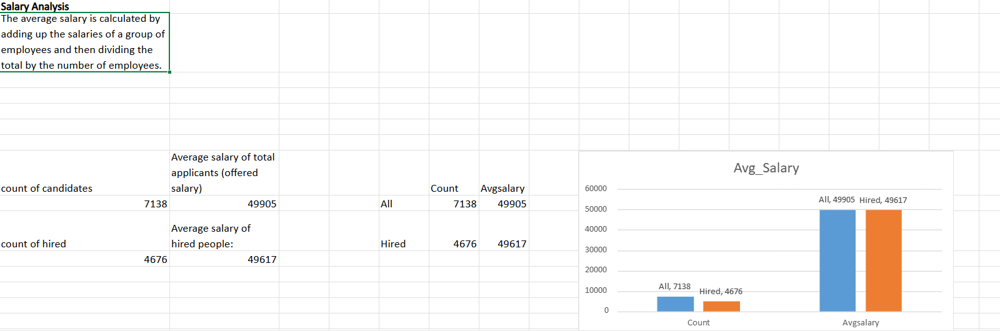 Salary Analysis
The average salary is calculated by
adding up the salaries of a group of
employees and then dividing the
total by the number of employees.
Average salary of total
applicants (offered
count of candidates salary) Count Avgsalary
7138 49905 All 7138 49905
Average salary of
count of hired hired people: Hired 4676 49617
4676 49617
Avg_Salary
60000
50000
40000
30000
20000
10000
0
All, 7138
Hired, 4676
All, 49905
Hired, 49617
Count
Avgsalary